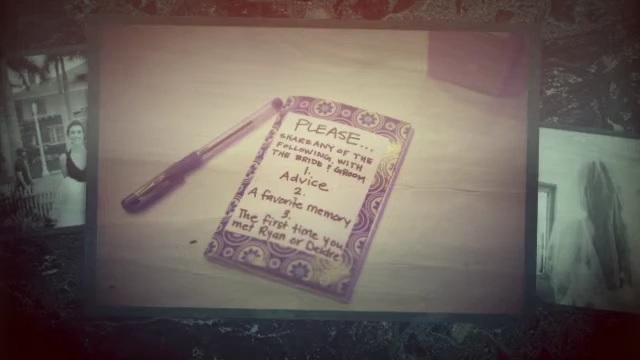 PLEASE...
SHARE ANY OF THE
FOLLOWING, WITH
THE BRIDE & GROOM
1.
Advice
2.
A favorite memory
3.
The first time you
met Ryan or Deidre